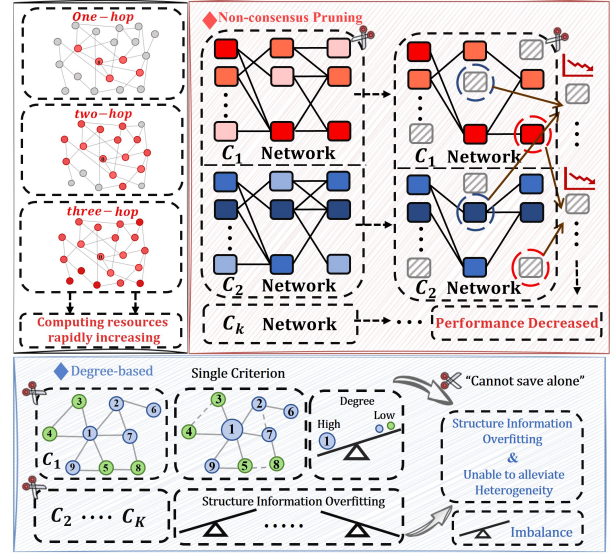 One-hop
two-hop
three-hop
Computing resources
rapidly increasing
Non-consensus Pruning
C1 Network
C2 Network
Ck Network
C1 Network
C2 Network
Performance Decreased
Degree-based
Single Criterion
3
2
6
4
1
7
9
5
8
C1
3
2
6
4
1
7
9
5
8
Degree
High
Low
1
"Cannot save alone"
Structure Information
Overfitting
&
Unable to alleviate
Heterogeneity
C2 ..... CK
Structure Information Overfitting
Imbalance